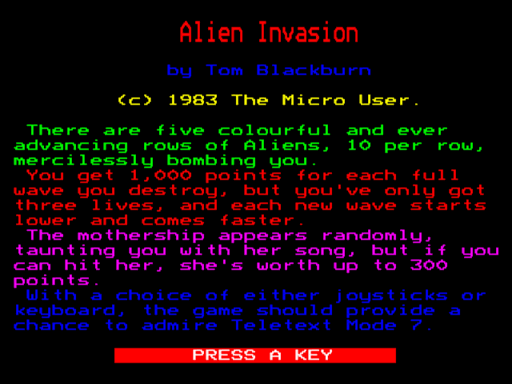 Alien Invasion
by Tom Blackburn
(c) 1983 The Micro User.
There are five colourful and ever
advancing rows of Aliens, 10 per row,
mercilessly bombing you.
You get 1,000 points for each full
wave you destroy, but you've only got
three lives, and each new wave starts
lower and comes faster.
The mothership appears randomly,
taunting you with her song, but if you
can hit her, she's worth up to 300
points.
With a choice of either joysticks or
keyboard, the game should provide a
chance to admire Teletext Mode 7.
PRESS A KEY